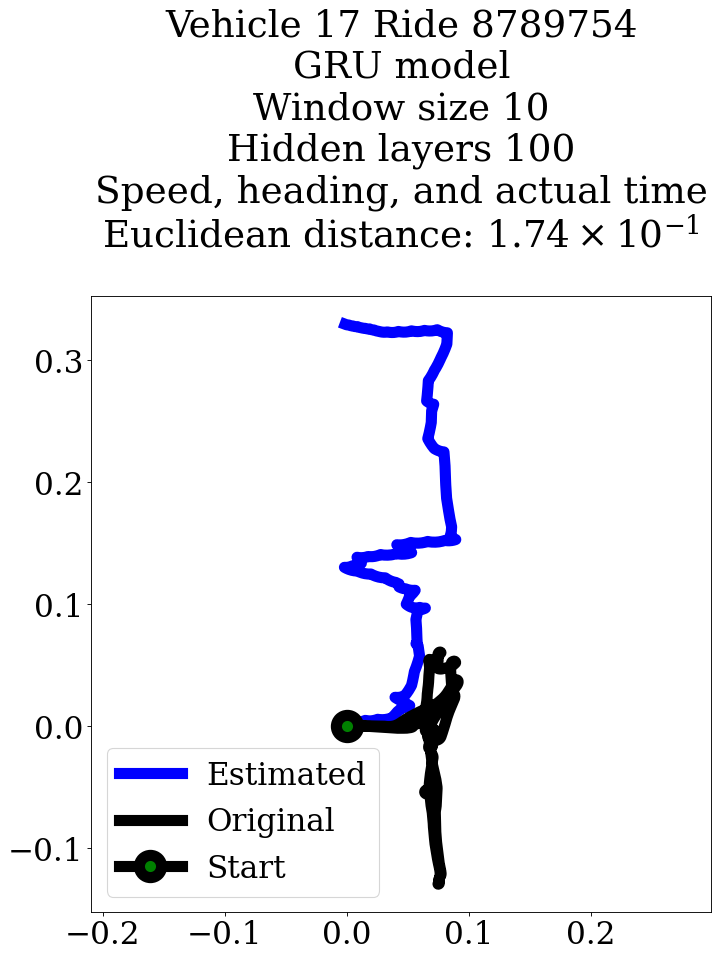 Vehicle 17 Ride 8789754
GRU model
Window size 10
Hidden layers 100
Speed, heading, and actual time
Euclidean distance: 1.74 × 10⁻¹
0.3
0.2
0.1
0.0
−0.1
Estimated
Original
Start
−0.2 −0.1 0.0 0.1 0.2